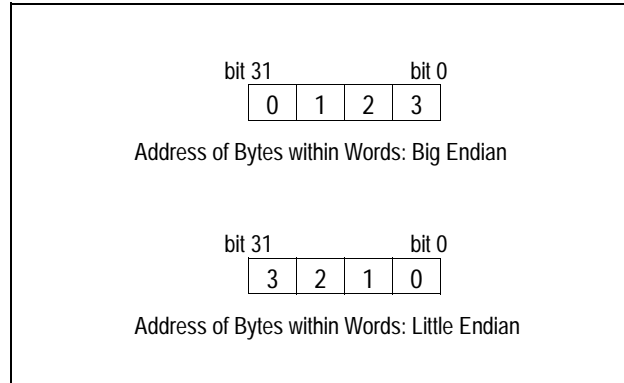 bit 31 bit 0
0 1 2 3
Address of Bytes within Words: Big Endian
bit 31 bit 0
3 2 1 0
Address of Bytes within Words: Little Endian